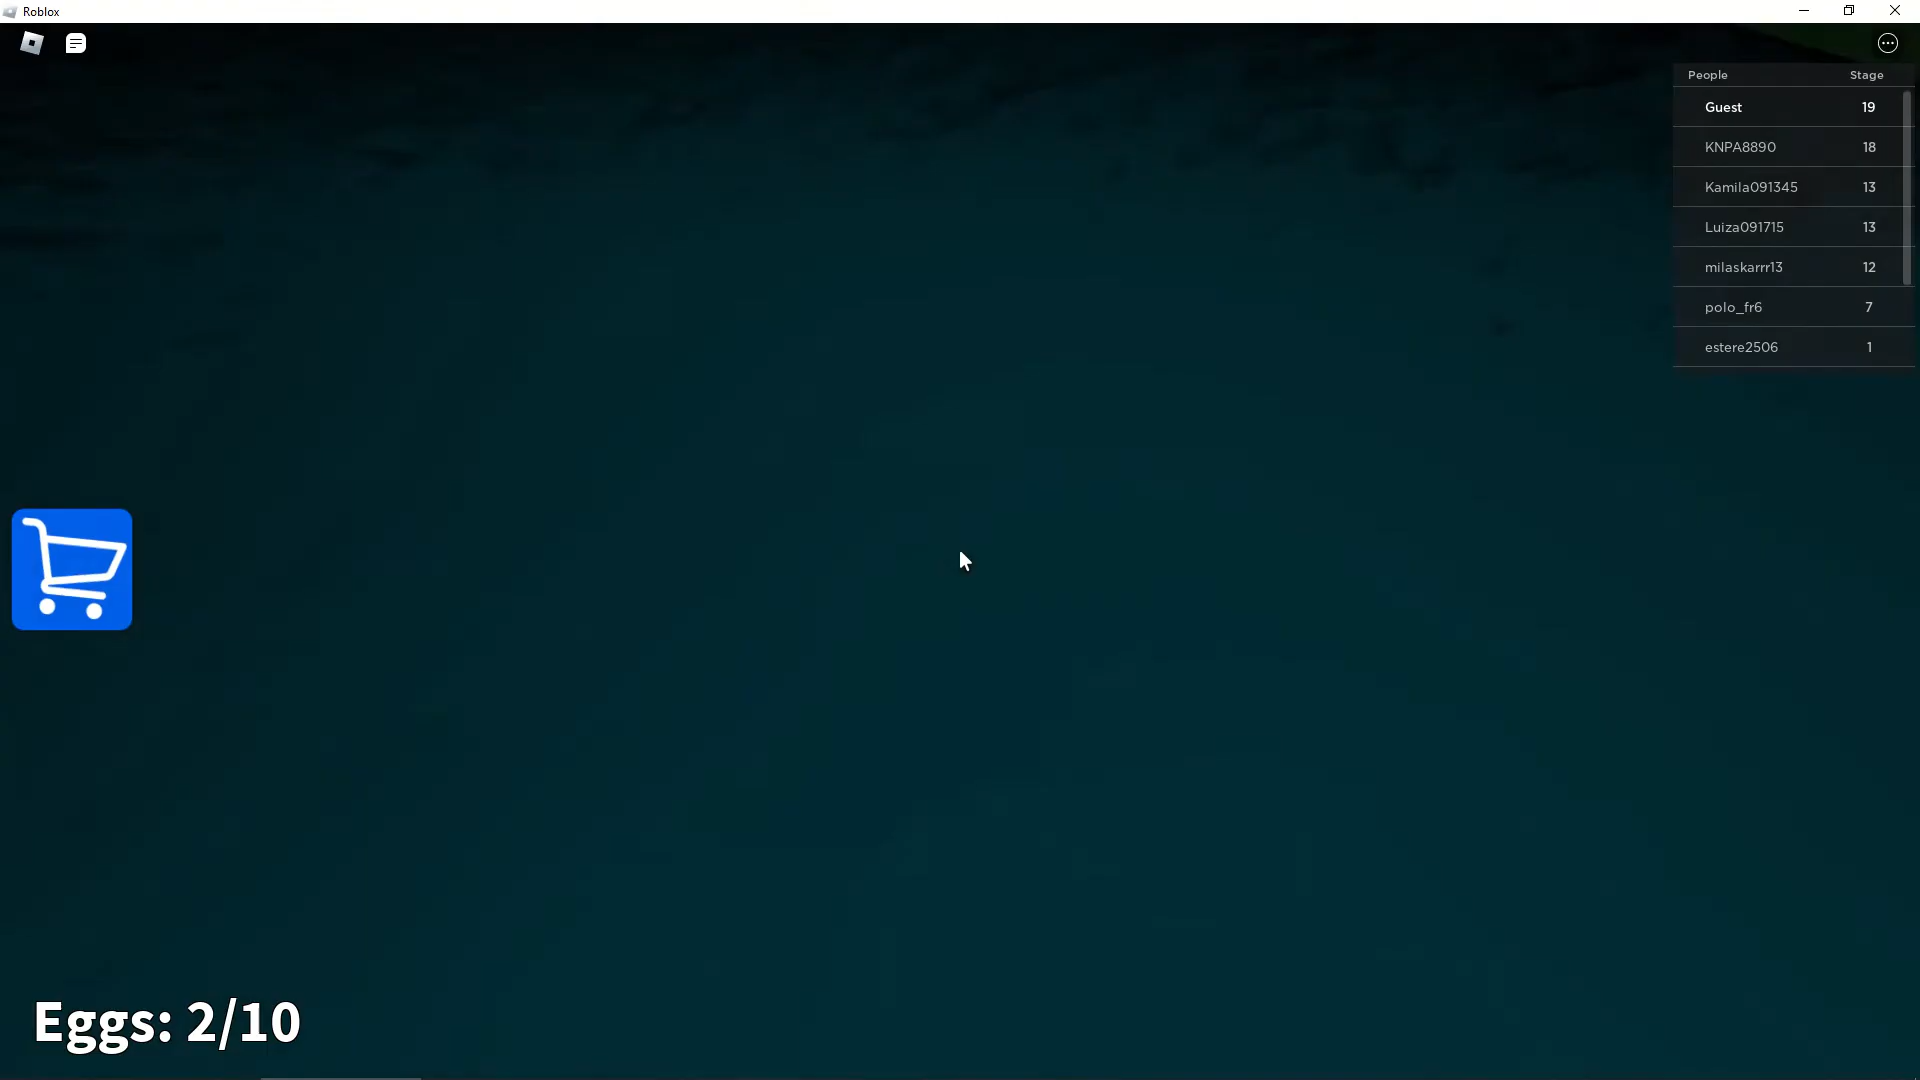 Roblox
People Stage
Guest 19
KNPA8890 18
Kamila091345 13
Luiza091715 13
milaskarrr13 12
polo_fr6 7
estere2506 1
Eggs: 2/10